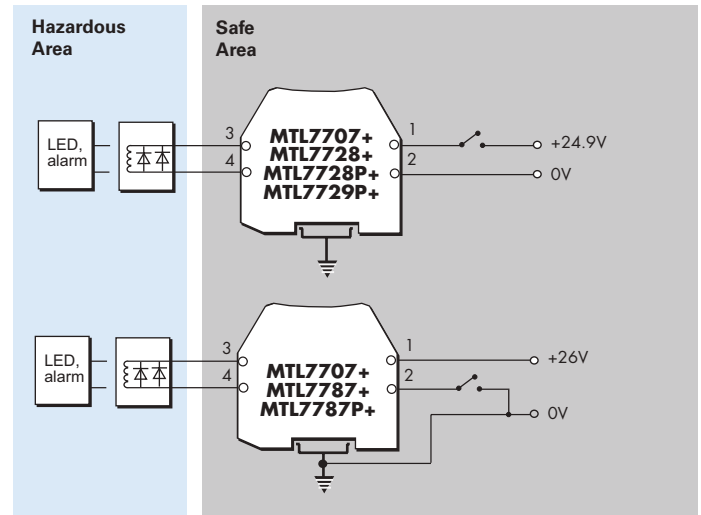 Hazardous
Area
Safe
Area
LED,
alarm
3
4
MTL7707+
MTL7728+
MTL7728P+
MTL7729P+
1
2
+24.9V
0V
LED,
alarm
3
4
MTL7707+
MTL7787+
MTL7787P+
1
2
+26V
0V